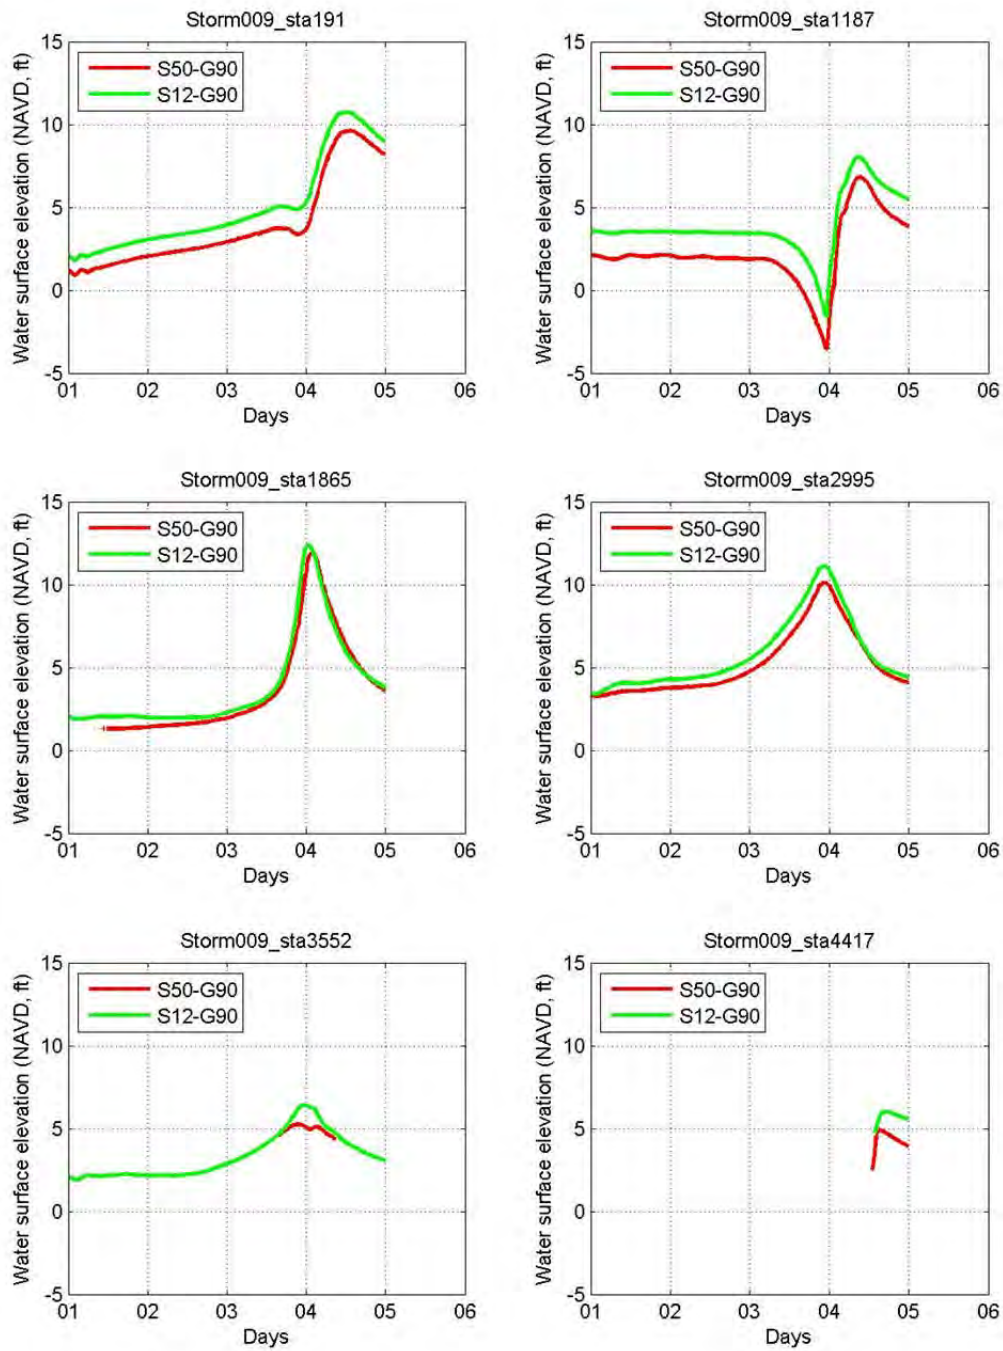 Storm009_sta191
Water surface elevation (NAVD, ft)
15
10
5
0
-5
S50-G90
S12-G90
01 02 03 04 05 06
Days
Storm009_sta1187
Water surface elevation (NAVD, ft)
15
10
5
0
-5
S50-G90
S12-G90
01 02 03 04 05 06
Days
Storm009_sta1865
Water surface elevation (NAVD, ft)
15
10
5
0
-5
S50-G90
S12-G90
01 02 03 04 05 06
Days
Storm009_sta2995
Water surface elevation (NAVD, ft)
15
10
5
0
-5
S50-G90
S12-G90
01 02 03 04 05 06
Days
Storm009_sta3552
Water surface elevation (NAVD, ft)
15
10
5
0
-5
S50-G90
S12-G90
01 02 03 04 05 06
Days
Storm009_sta4417
Water surface elevation (NAVD, ft)
15
10
5
0
-5
S50-G90
S12-G90
01 02 03 04 05 06
Days